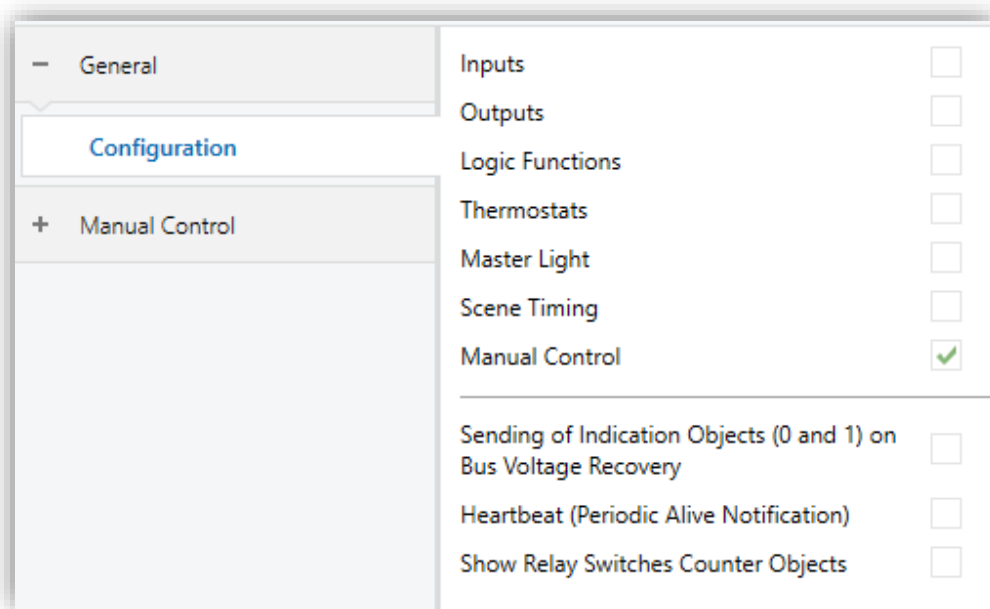 General
Configuration
Manual Control
Inputs
Outputs
Logic Functions
Thermostats
Master Light
Scene Timing
Manual Control
Sending of Indication Objects (0 and 1) on
Bus Voltage Recovery
Heartbeat (Periodic Alive Notification)
Show Relay Switches Counter Objects